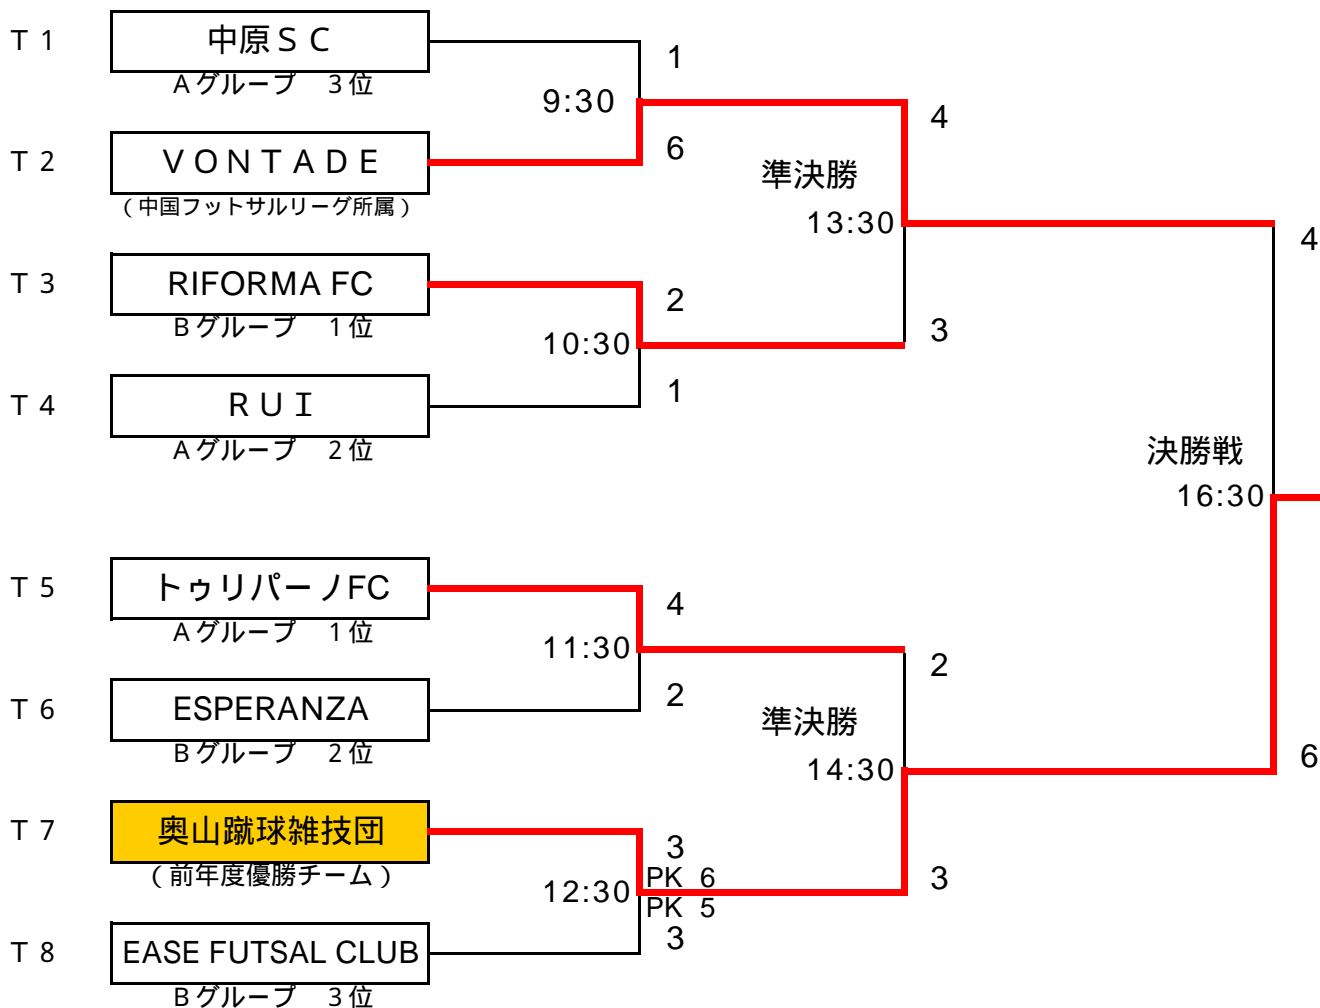 T 1
中原ＳＣ
1
Aグループ　3位
9:30
4
T 2
ＶＯＮＴＡＤＥ
6
準決勝
（中国フットサルリーグ所属）
13:30
4
T 3
RIFORMA FC
2
Bグループ　1位
10:30
3
T 4
ＲＵＩ
1
Aグループ　2位
決勝戦
16:30
T 5
トゥリパーノFC
4
Aグループ　1位
11:30
2
T 6
ESPERANZA
2
準決勝
Bグループ　2位
14:30
6
T 7
奥山蹴球雑技団
3
（前年度優勝チーム）
PK 6
12:30
3
PK 5
3
T 8
EASE FUTSAL CLUB
Bグループ　3位